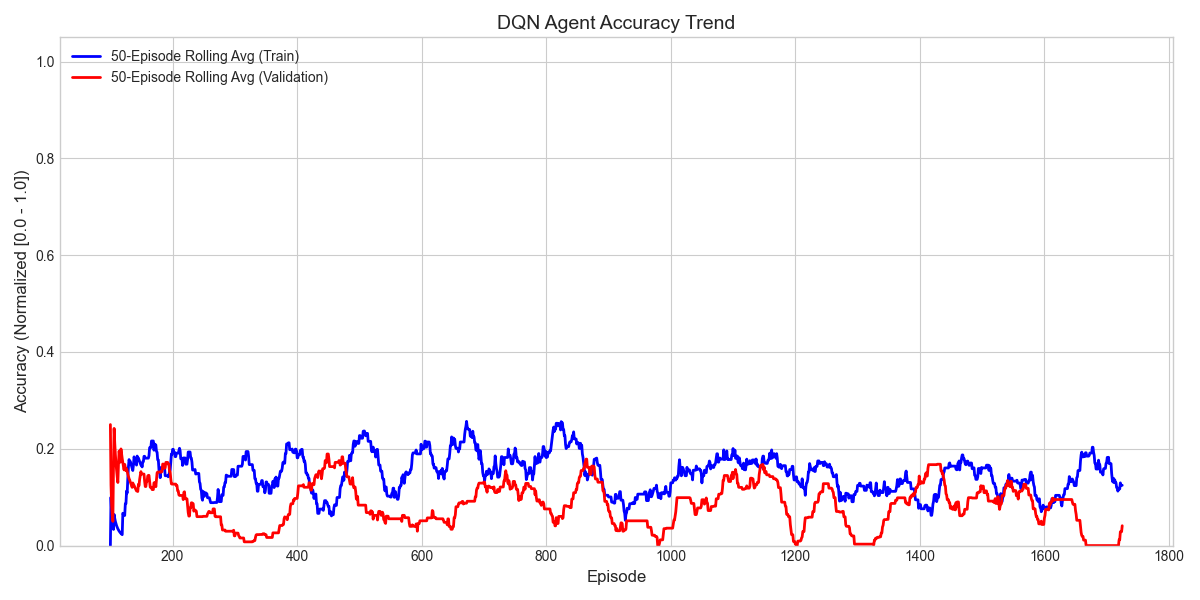 DQN Agent Accuracy Trend
50-Episode Rolling Avg (Train)
50-Episode Rolling Avg (Validation)
Accuracy (Normalized [0.0 - 1.0])
1.0
0.8
0.6
0.4
0.2
0.0
200 400 600 800 1000 1200 1400 1600 1800
Episode